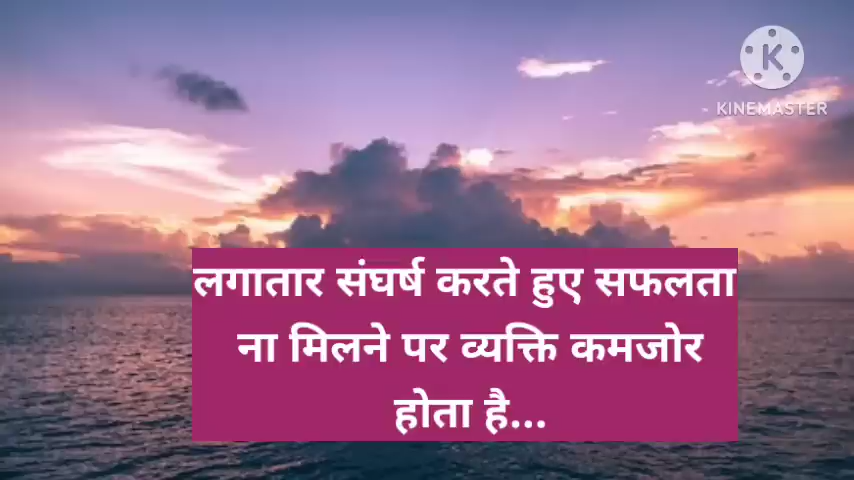 K
KINEMASTER
लगातार संघर्ष करते हुए सफलता
ना मिलने पर व्यक्ति कमजोर
होता है...